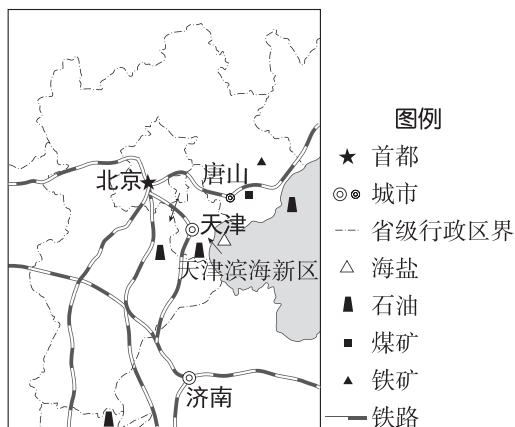 北京
唐山
天津
天津滨海新区
济南
图例
首都
城市
省级行政区界
海盐
石油
煤矿
铁矿
铁路